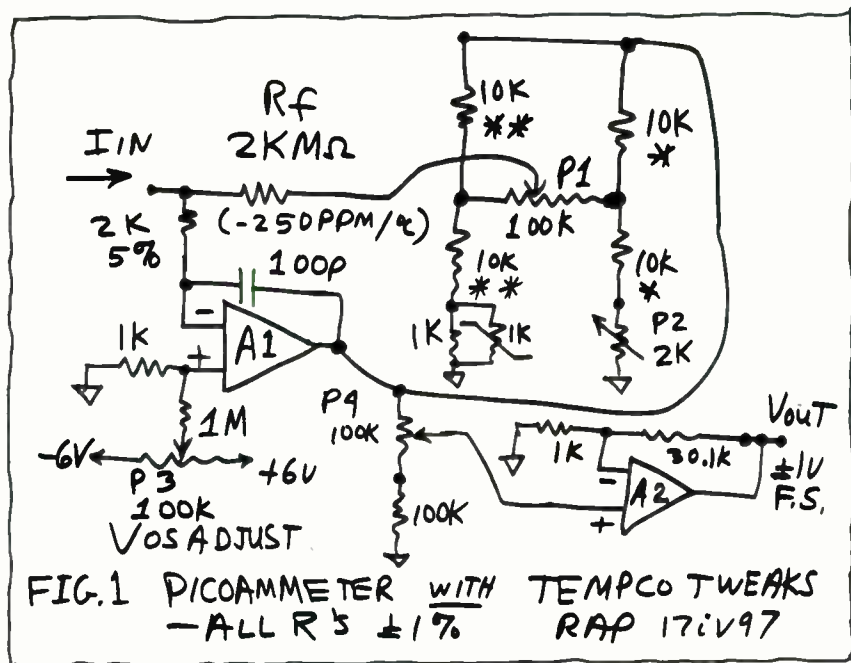 Rf
2KMΩ
(-250PPM/°C)
IIN
2K
5%
100p
10K
**
10K
*
P1
100K
10K
**
10K
*
1K
1K
P2
2K
-
+
A1
1K
1M
-6V
+6V
P3
100K
VOS ADJUST
P4
100K
100K
1K
30.1K
-
+
A2
VOUT
±1V
F.S.
FIG.1 PICOAMMETER WITH TEMPCO TWEAKS
-ALL R'S ±1% RAP 17iV97